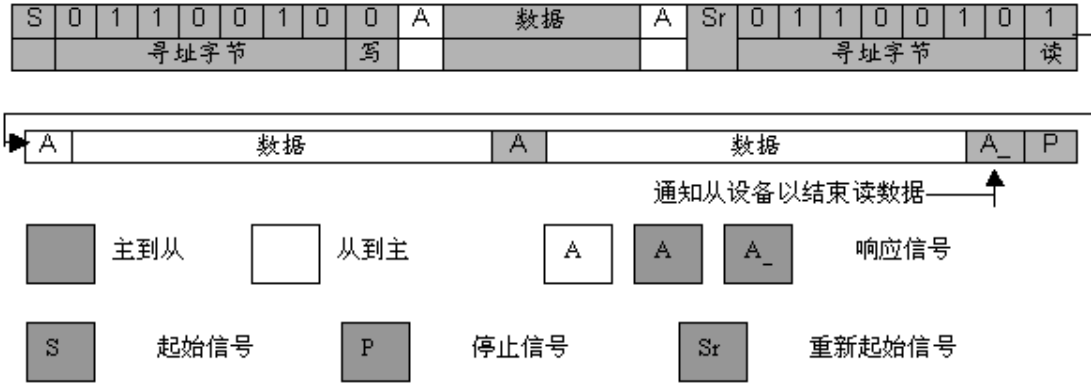 S 0 1 1 0 0 1 0 0 A 数据 A Sr 0 1 1 0 0 1 0 1
寻址字节 写 寻址字节 读
A 数据 A 数据 A_ P
通知从设备以结束读数据
主到从 从到主 A A A_ 响应信号
S 起始信号 P 停止信号 Sr 重新起始信号